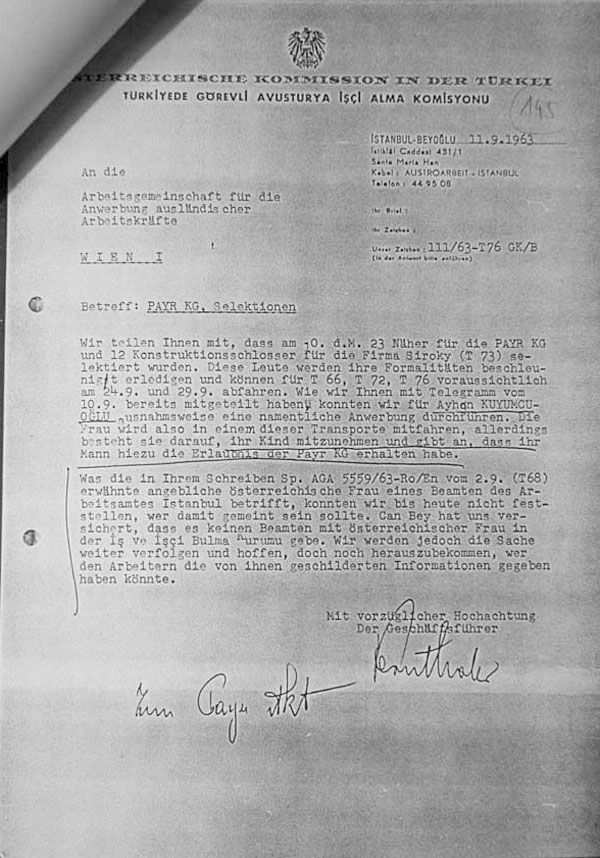 ÖSTERREICHISCHE KOMMISSION IN DER TÜRKEI
TÜRKİYEDE GÖREVLİ AVUSTURYA İŞÇİ ALMA KOMİSYONU
145
İSTANBUL-BEYOĞLU 11.9.1963
İstiklâl Caddesi 451/1
Santa Maria Han
Kabel: AUSTROARBEIT-ISTANBUL
Telefon: 44 95 08
An die
Arbeitsgemeinschaft für die
Anwerbung ausländischer
Arbeitskräfte
Ihr Brief:
Ihr Zeichen:
Unser Zeichen: 111/63-T76 GK/B
(In der Antwort bitte anführen)
WIEN I
Betreff: PAYR KG, Selektionen
Wir teilen Ihnen mit, dass am 10. d.M. 23 Näher für die PAYR KG
und 12 Konstruktionsschlosser für die Firma Siroky (T 73) se-
lektiert wurden. Diese Leute werden ihre Formalitäten beschleu-
nigt erledigen und können für T 66, T 72, T 76 voraussichtlich
am 24.9. und 29.9. abfahren. Wie wir Ihnen mit Telegramm vom
10.9. bereits mitgeteilt haben, konnten wir für Ayhan KUYUMCU-
OĞLU ausnahmsweise eine namentliche Anwerbung durchführen. Die
Frau wird also in einem dieser Transporte mitfahren, allerdings
besteht sie darauf, ihr Kind mitzunehmen und gibt an, dass ihr
Mann hiezu die Erlaubnis der Payr KG erhalten habe.
Was die in Ihrem Schreiben Sp. AGA 5559/63-Ro/En vom 2.9. (T68)
erwähnte angebliche österreichische Frau eines Beamten des Ar-
beitsamtes Istanbul betrifft, konnten wir bis heute nicht fest-
stellen, wer damit gemeint sein sollte. Can Bey hat uns ver-
sichert, dass es keinen Beamten mit österreichischer Frau in
der İş ve İşçi Bulma Kurumu gebe. Wir werden jedoch die Sache
weiter verfolgen und hoffen, doch noch herauszubekommen, wer
den Arbeitern die von ihnen geschilderten Informationen gegeben
haben könnte.
Mit vorzüglicher Hochachtung
Der Geschäftsführer
Zum Payr Akt